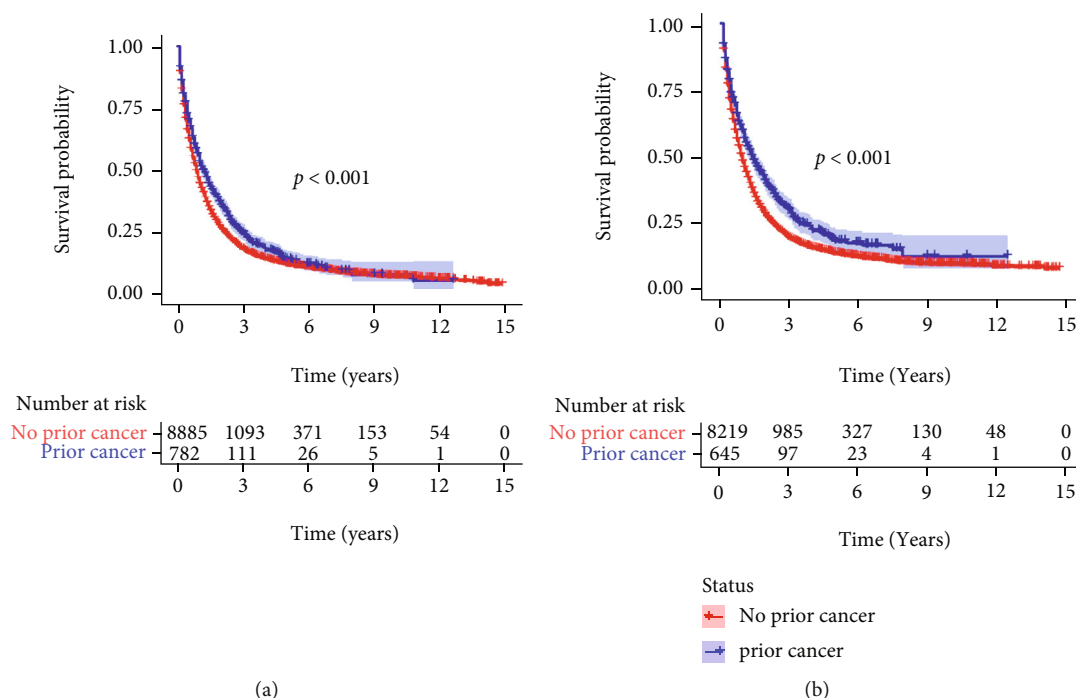 1.00
0.75
0.50
0.25
0.00
Survival probability
p < 0.001
0 3 6 9 12 15
Time (years)
Number at risk
No prior cancer 8885 1093 371 153 54 0
Prior cancer 782 111 26 5 1 0
0 3 6 9 12 15
Time (years)
(a)
1.00
0.75
0.50
0.25
0.00
Survival probability
p < 0.001
0 3 6 9 12 15
Time (Years)
Number at risk
No prior cancer 8219 985 327 130 48 0
Prior cancer 645 97 23 4 1 0
0 3 6 9 12 15
Time (Years)
Status
No prior cancer
prior cancer
(b)